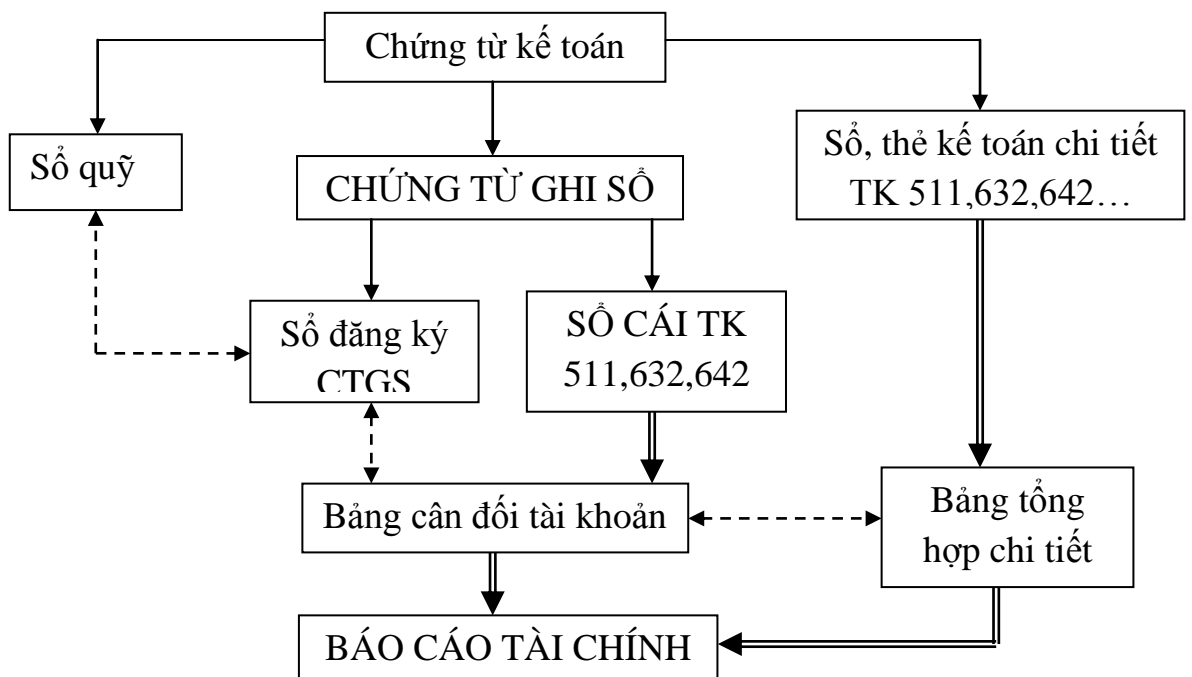 Chứng từ kế toán
Sổ quỹ
CHỨNG TỪ GHI SỔ
Sổ, thẻ kế toán chi tiết
TK 511,632,642…
Sổ đăng ký
CTGS
SỔ CÁI TK
511,632,642
Bảng cân đối tài khoản
Bảng tổng
hợp chi tiết
BÁO CÁO TÀI CHÍNH